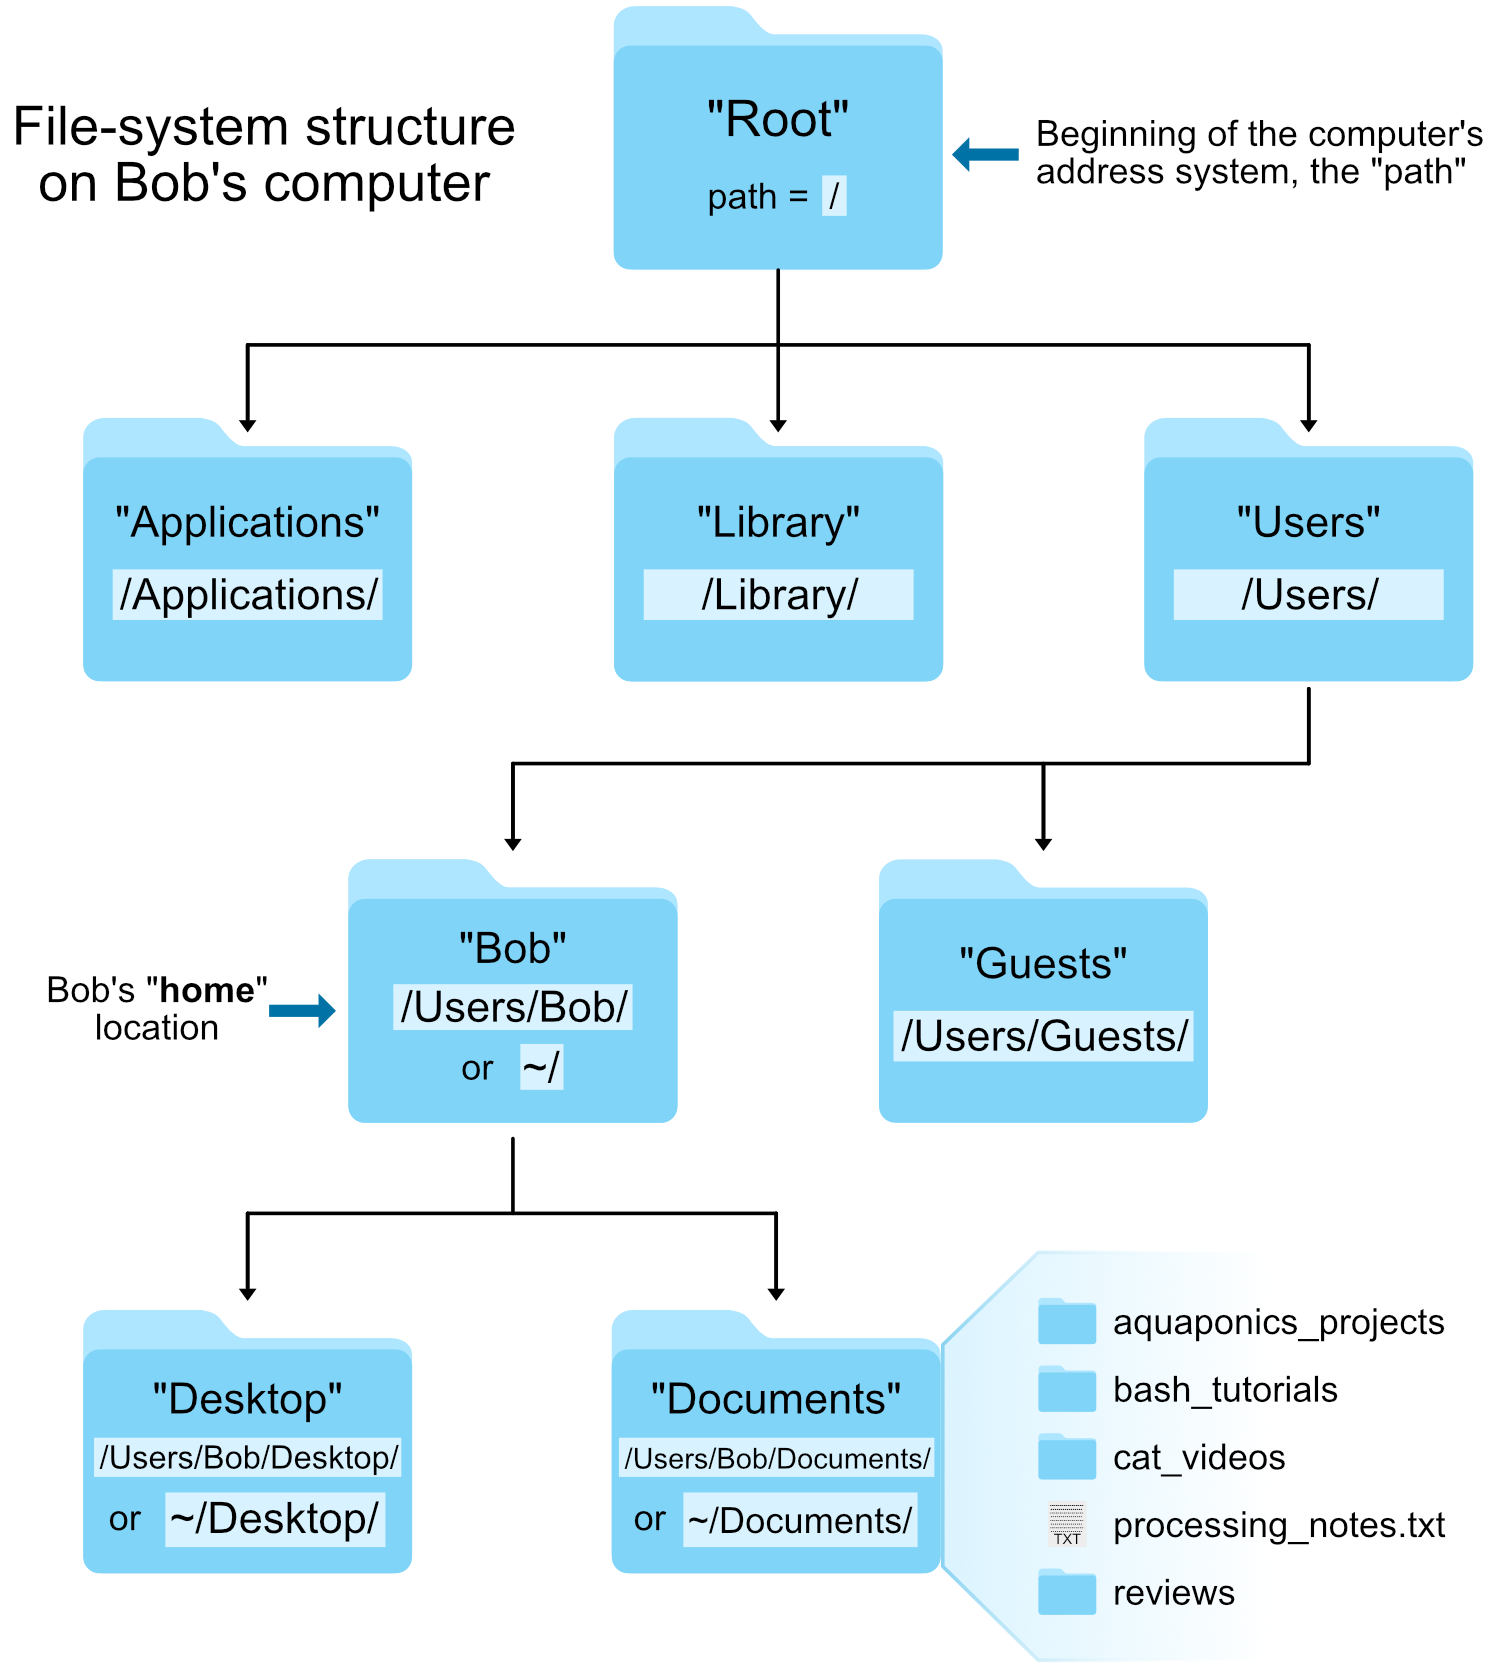 File-system structure
on Bob's computer
"Root"
path = /
Beginning of the computer's
address system, the "path"
"Applications"
/Applications/
"Library"
/Library/
"Users"
/Users/
Bob's "home"
location
"Bob"
/Users/Bob/
or ~/
"Guests"
/Users/Guests/
"Desktop"
/Users/Bob/Desktop/
or ~/Desktop/
"Documents"
/Users/Bob/Documents/
or ~/Documents/
aquaponics_projects
bash_tutorials
cat_videos
TXT
processing_notes.txt
reviews